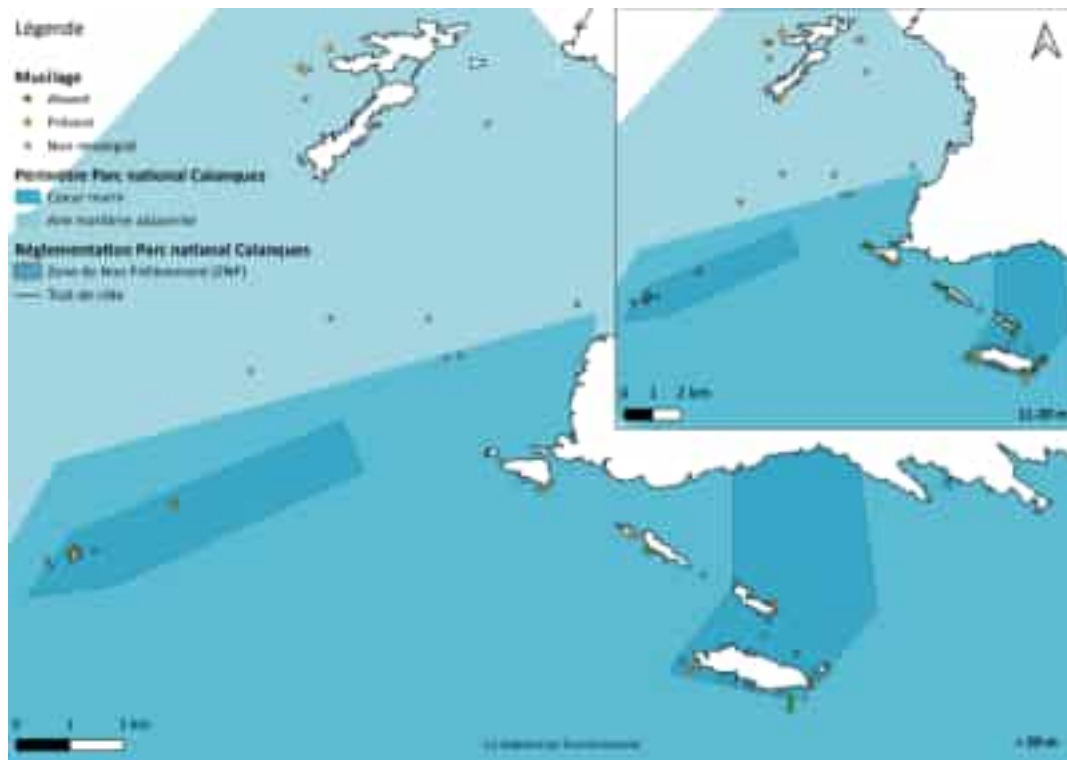 Légende
Mucilage
Absent
Présent
Non renseigné
Périmètre Parc national Calanques
Cœur marin
Aire maritime adjacente
Réglementation Parc national Calanques
Zone de Non Prélèvement (ZNP)
Trait de côte
0 1 2 km
0 1 2 km